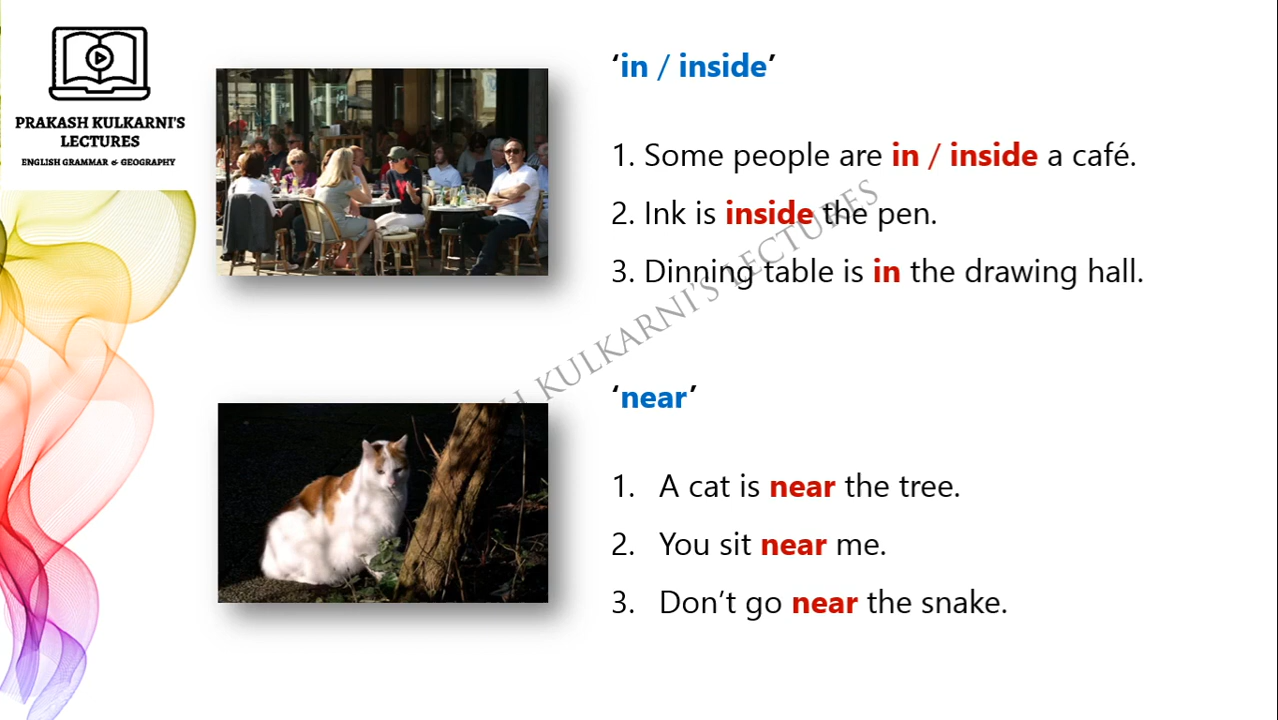 PRAKASH KULKARNI'S
LECTURES
ENGLISH GRAMMAR & GEOGRAPHY
‘in / inside’
1. Some people are in / inside a café.
2. Ink is inside the pen.
3. Dinning table is in the drawing hall.
‘near’
1. A cat is near the tree.
2. You sit near me.
3. Don’t go near the snake.
KULKARNI'S LECTURES